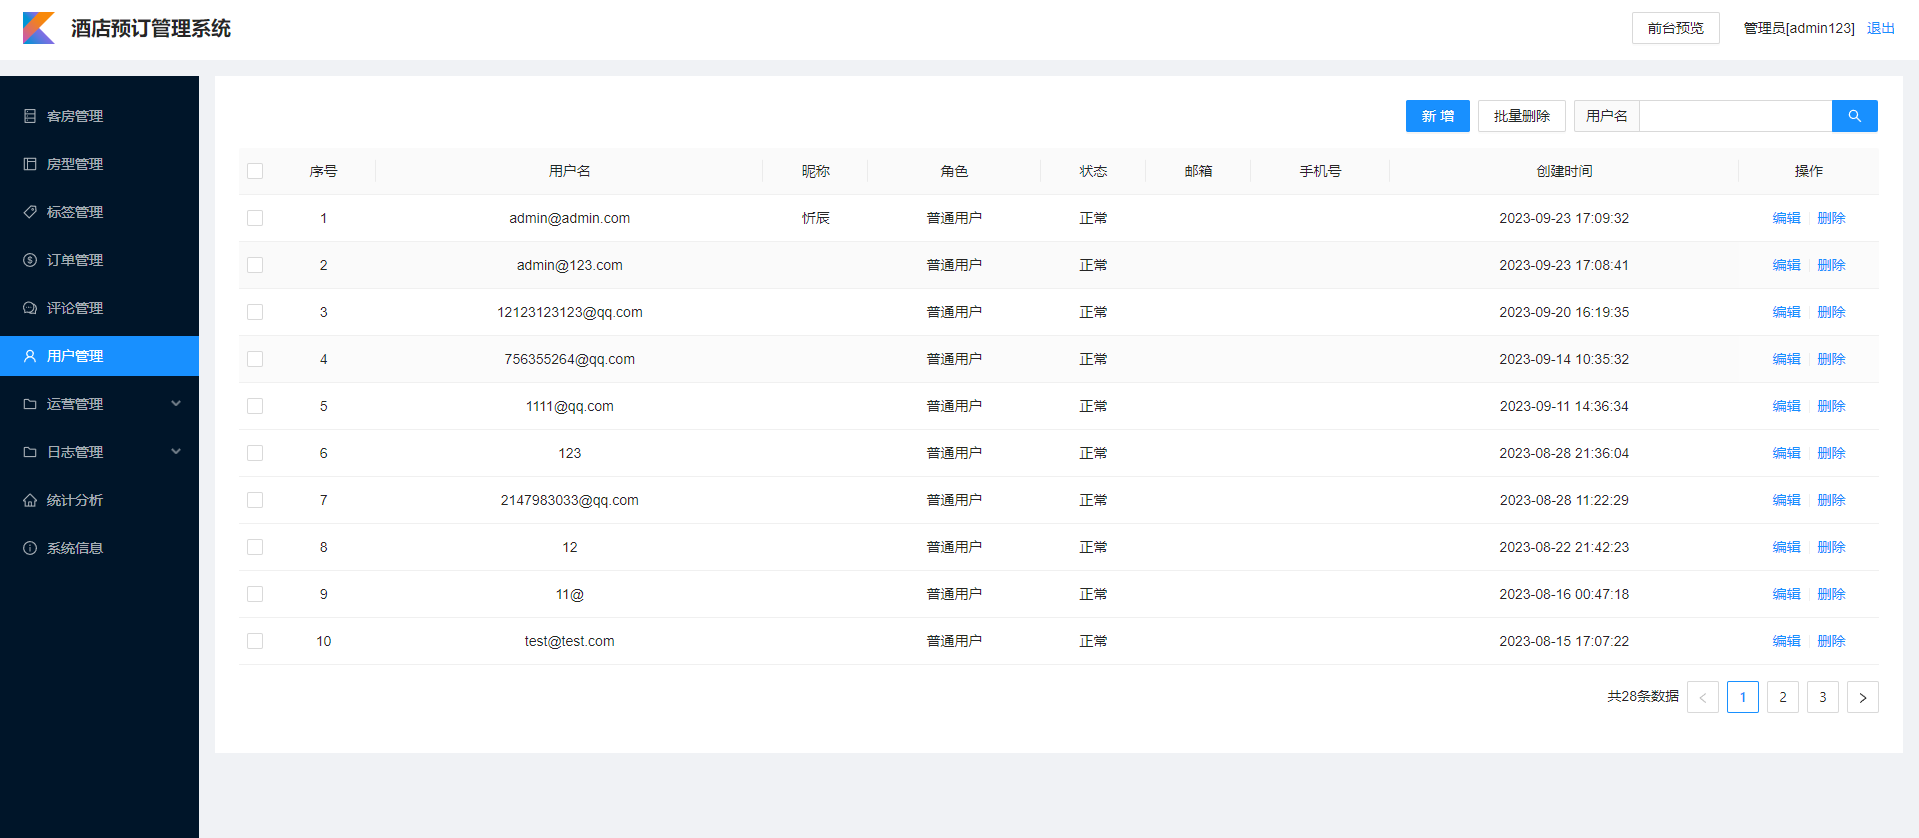 酒店预订管理系统
前台预览 管理员[admin123] 退出
客房管理
房型管理
标签管理
订单管理
评论管理
用户管理
运营管理
日志管理
统计分析
系统信息
新 增 批量删除 用户名
序号 用户名 昵称 角色 状态 邮箱 手机号 创建时间 操作
1 admin@admin.com 忻辰 普通用户 正常 2023-09-23 17:09:32 编辑 删除
2 admin@123.com 普通用户 正常 2023-09-23 17:08:41 编辑 删除
3 12123123123@qq.com 普通用户 正常 2023-09-20 16:19:35 编辑 删除
4 756355264@qq.com 普通用户 正常 2023-09-14 10:35:32 编辑 删除
5 1111@qq.com 普通用户 正常 2023-09-11 14:36:34 编辑 删除
6 123 普通用户 正常 2023-08-28 21:36:04 编辑 删除
7 2147983033@qq.com 普通用户 正常 2023-08-28 11:22:29 编辑 删除
8 12 普通用户 正常 2023-08-22 21:42:23 编辑 删除
9 11@ 普通用户 正常 2023-08-16 00:47:18 编辑 删除
10 test@test.com 普通用户 正常 2023-08-15 17:07:22 编辑 删除
共28条数据 < 1 2 3 >